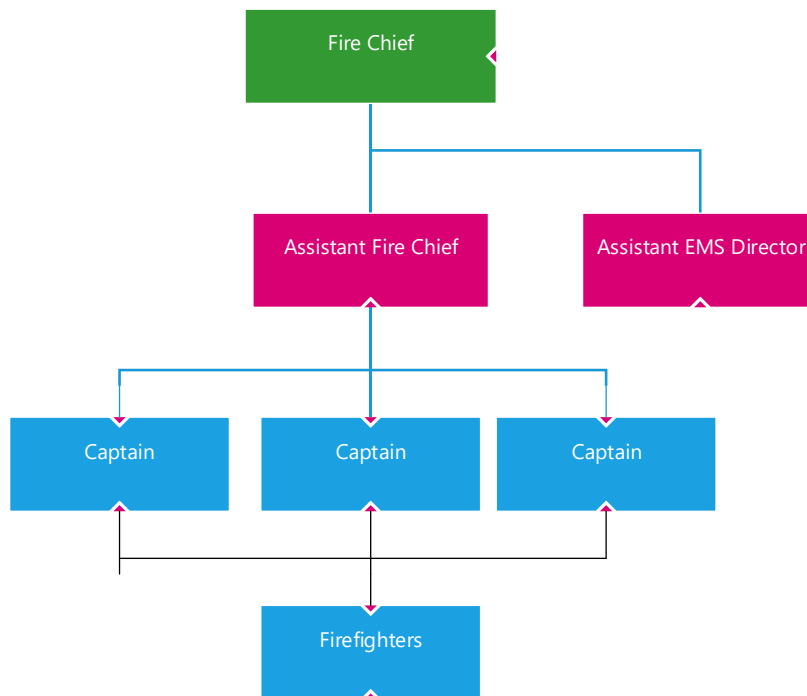 Fire Chief
Assistant Fire Chief
Assistant EMS Director
Captain
Captain
Captain
Firefighters